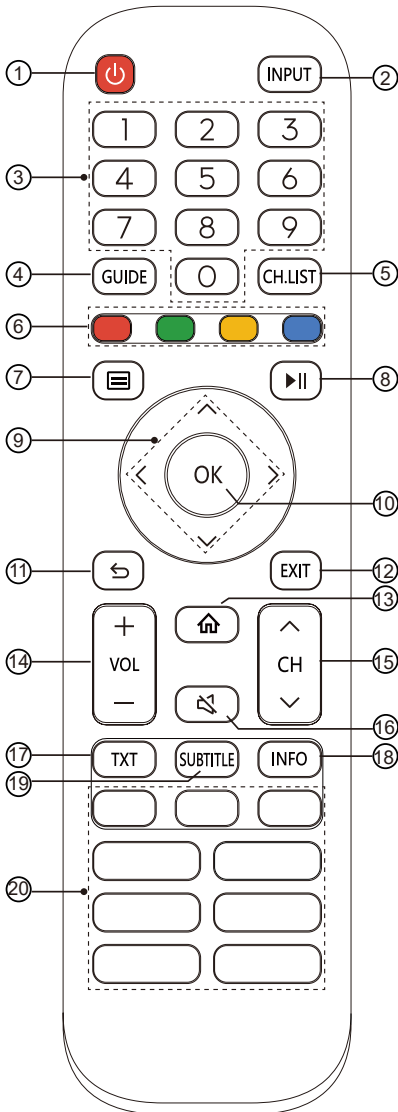 ① INPUT ②
1 2 3
③ 4 5 6
7 8 9
④ GUIDE 0 CH.LIST ⑤
⑥
⑦ ⑧
⑨
OK
⑩
⑪ EXIT ⑫
⑬
+
⑭ VOL CH ⑮
−
⑯
⑰ TXT SUBTITLE INFO ⑱
⑲
⑳